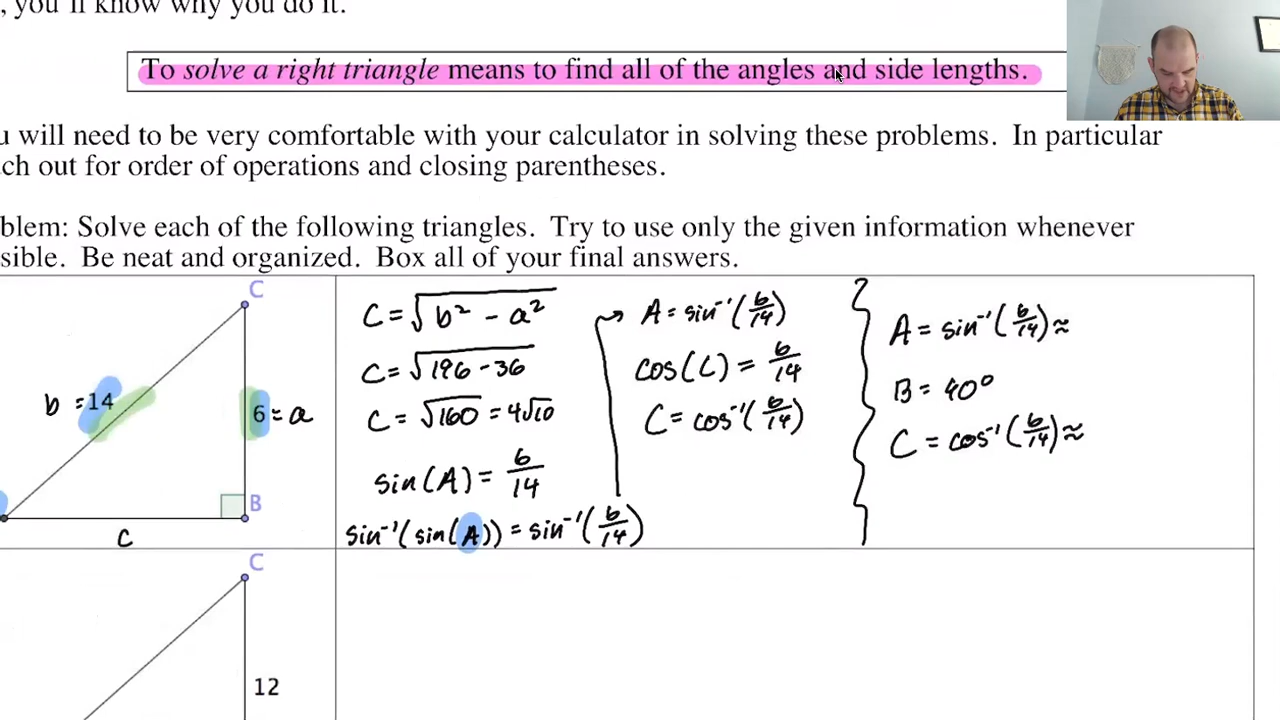 , you'll know why you do it.
To solve a right triangle means to find all of the angles and side lengths.
u will need to be very comfortable with your calculator in solving these problems. In particular
ch out for order of operations and closing parentheses.
blem: Solve each of the following triangles. Try to use only the given information whenever
sible. Be neat and organized. Box all of your final answers.
C
b = 14
6 = a
B
c
c = √(b² - a²)
c = √(196 - 36)
c = √160 = 4√10
sin(A) = 6/14
sin⁻¹(sin(A)) = sin⁻¹(6/14)
A = sin⁻¹(6/14)
cos(C) = 6/14
C = cos⁻¹(6/14)
A = sin⁻¹(6/14) ≈
B = 90°
C = cos⁻¹(6/14) ≈
C
12